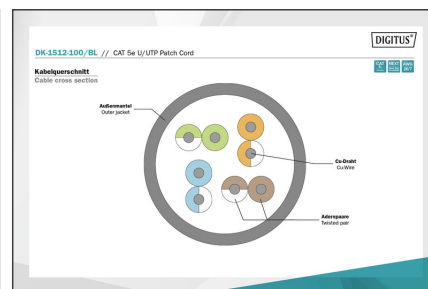 DIGITUS®
DK-1512-100/BL // CAT 5e U/UTP Patch Cord
Kabelquerschnitt
Cable cross section
Außenmantel
Outer jacket
Cu-Draht
Cu-Wire
Adernpaare
Twisted pair